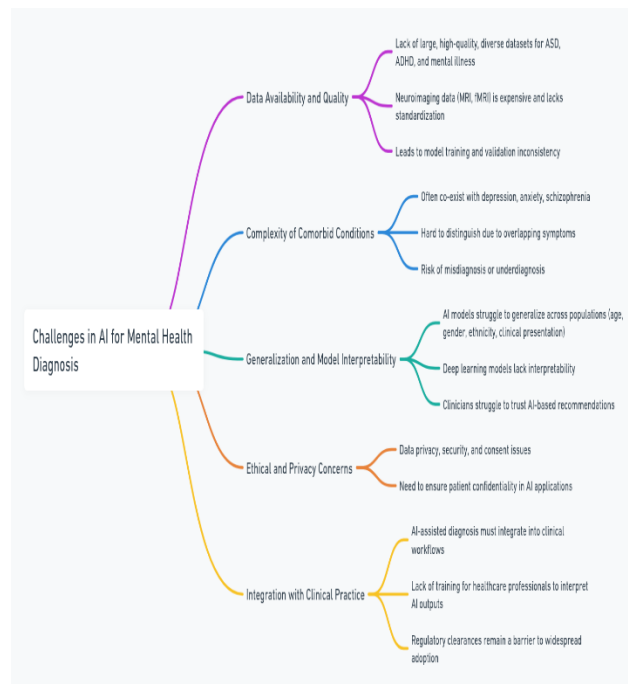 Challenges in AI for Mental Health
Diagnosis
Data Availability and Quality
Lack of large, high-quality, diverse datasets for ASD,
ADHD, and mental illness
Neuroimaging data (MRI, fMRI) is expensive and lacks
standardization
Leads to model training and validation inconsistency
Complexity of Comorbid Conditions
Often co-exist with depression, anxiety, schizophrenia
Hard to distinguish due to overlapping symptoms
Risk of misdiagnosis or underdiagnosis
Generalization and Model Interpretability
AI models struggle to generalize across populations (age,
gender, ethnicity, clinical presentation)
Deep learning models lack interpretability
Clinicians struggle to trust AI-based recommendations
Ethical and Privacy Concerns
Data privacy, security, and consent issues
Need to ensure patient confidentiality in AI applications
Integration with Clinical Practice
AI-assisted diagnosis must integrate into clinical
workflows
Lack of training for healthcare professionals to interpret
AI outputs
Regulatory clearances remain a barrier to widespread
adoption